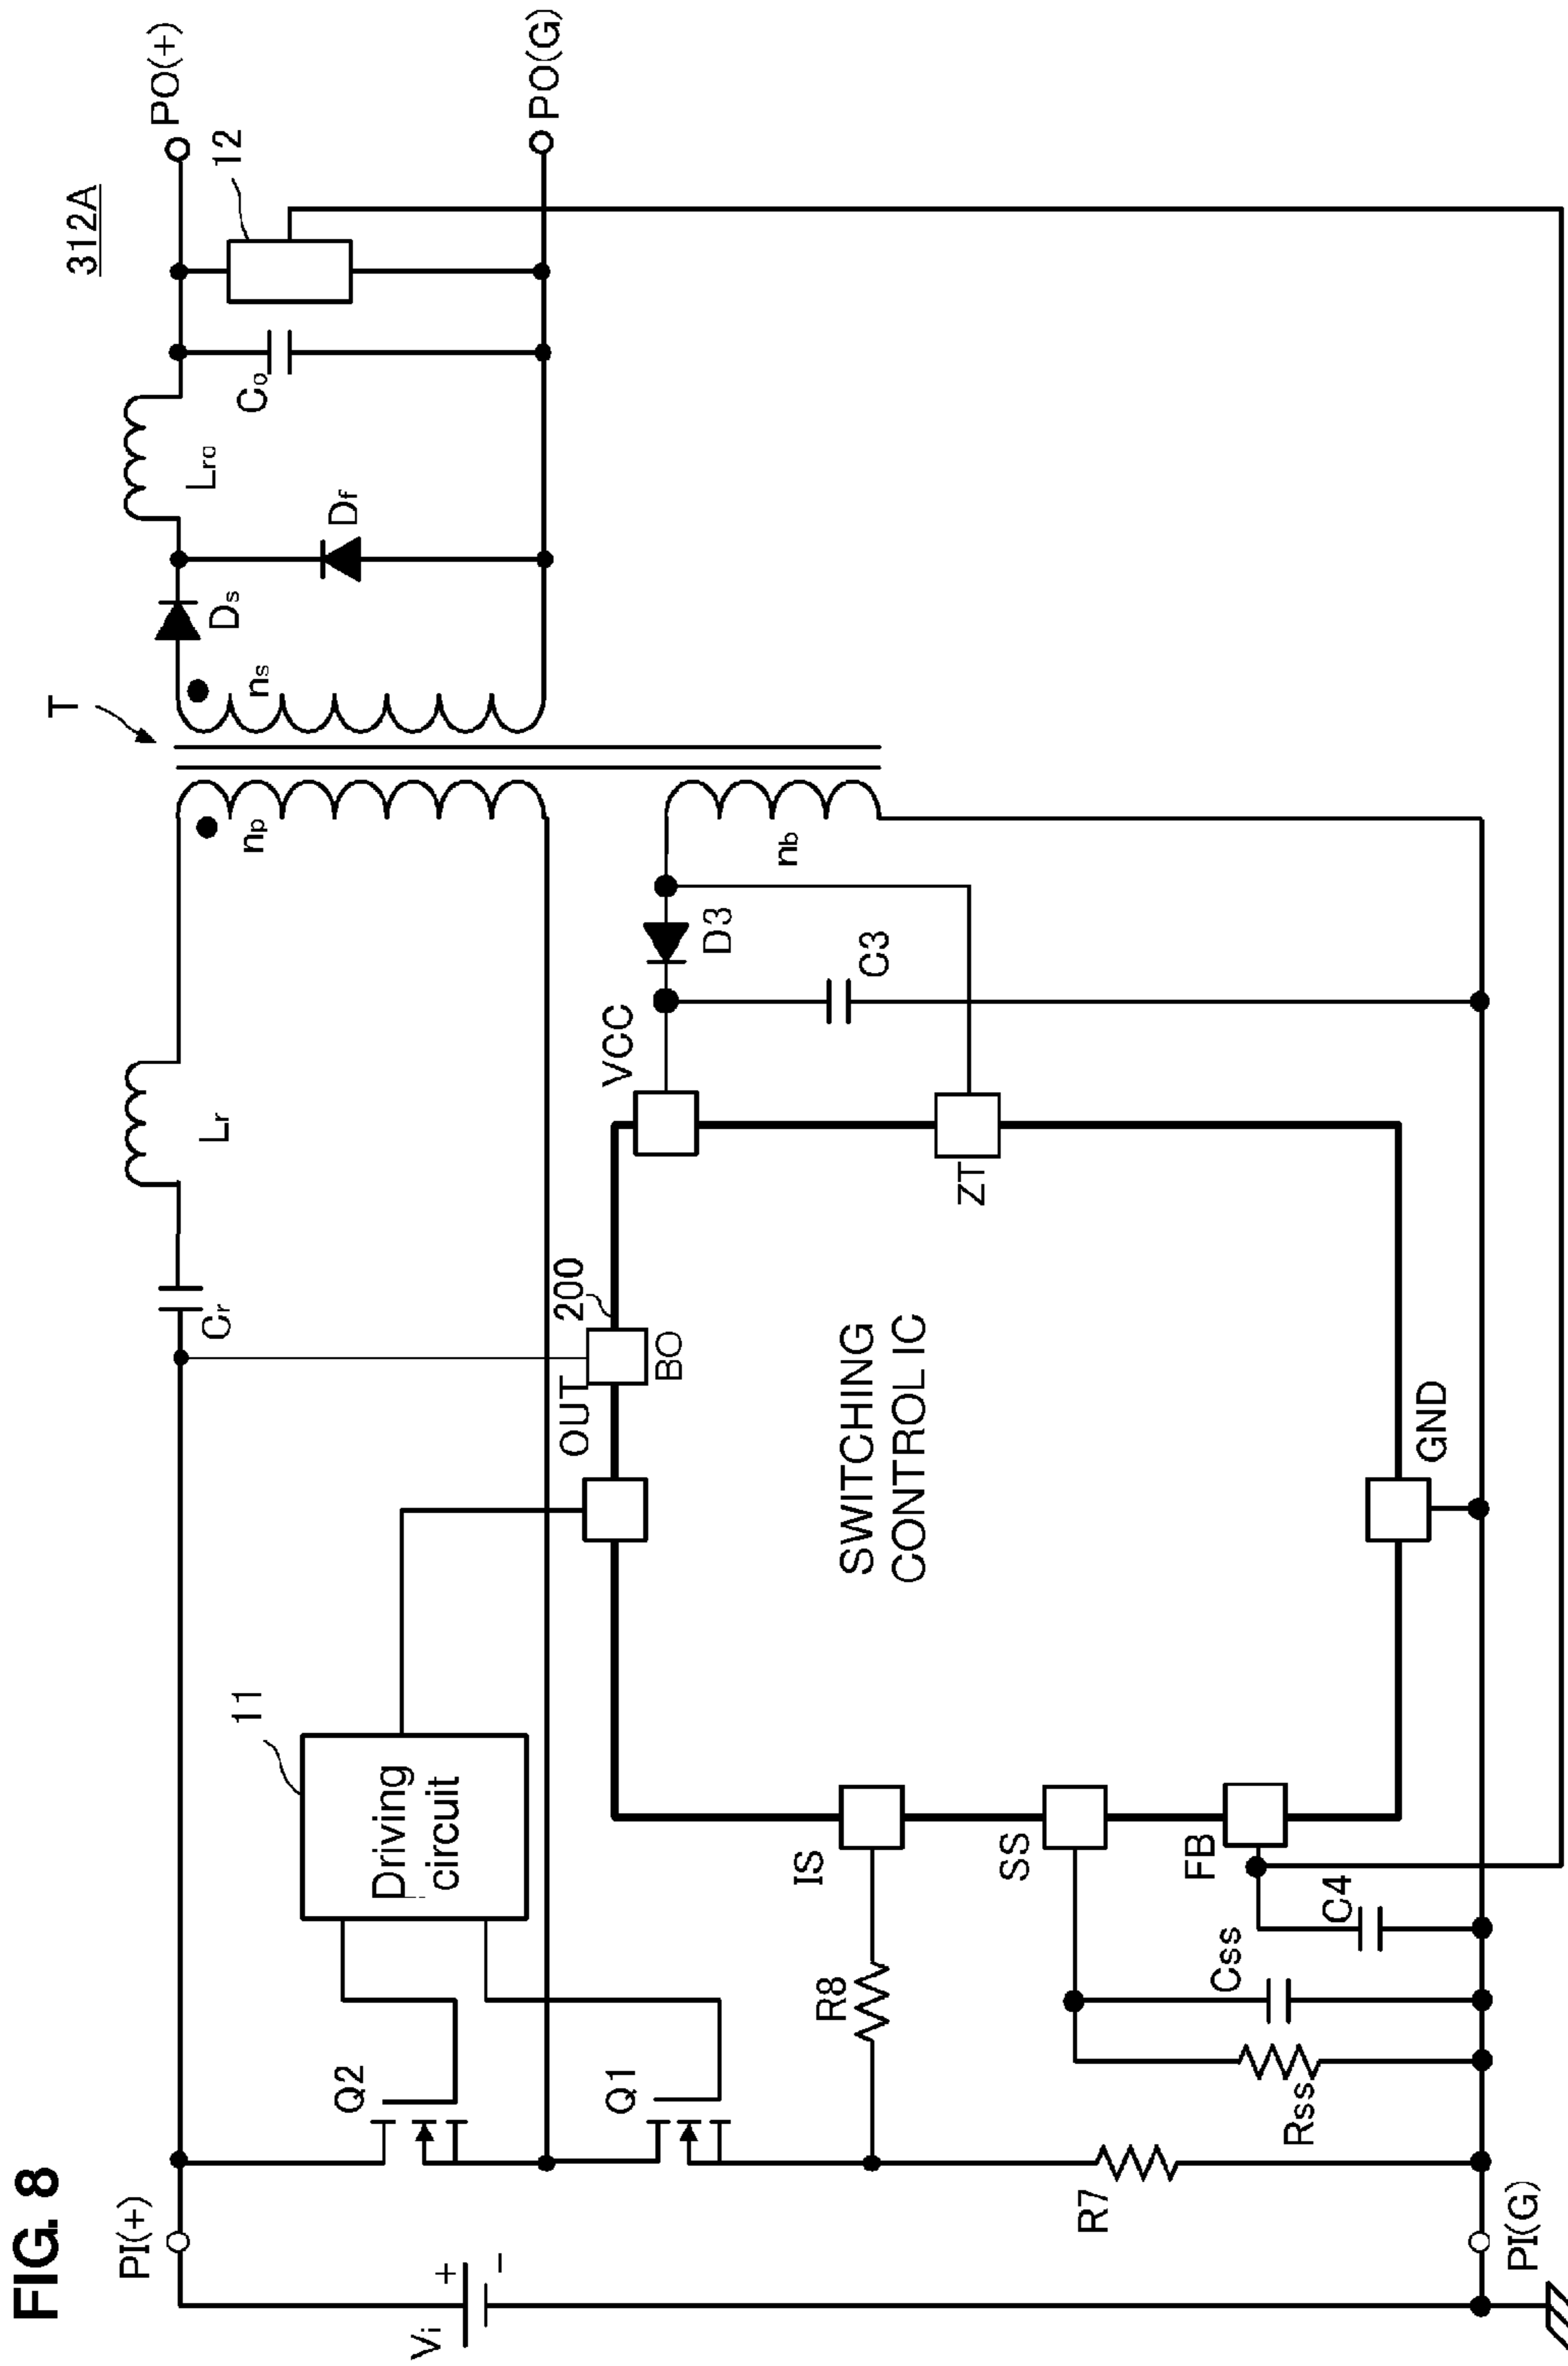 FIG. 8
312A
T
PI(+)
PO(+)
Cr
Lr
np
ns
Ds
Lro
Df
Co
12
PO(G)
Vi
+
-
Q2
11
Driving
circuit
Q1
OUT
200
BO
VCC
D3
C3
nb
ZT
SWITCHING
CONTROL IC
IS
R8
SS
FB
GND
R7
Rss
Css
C4
PI(G)